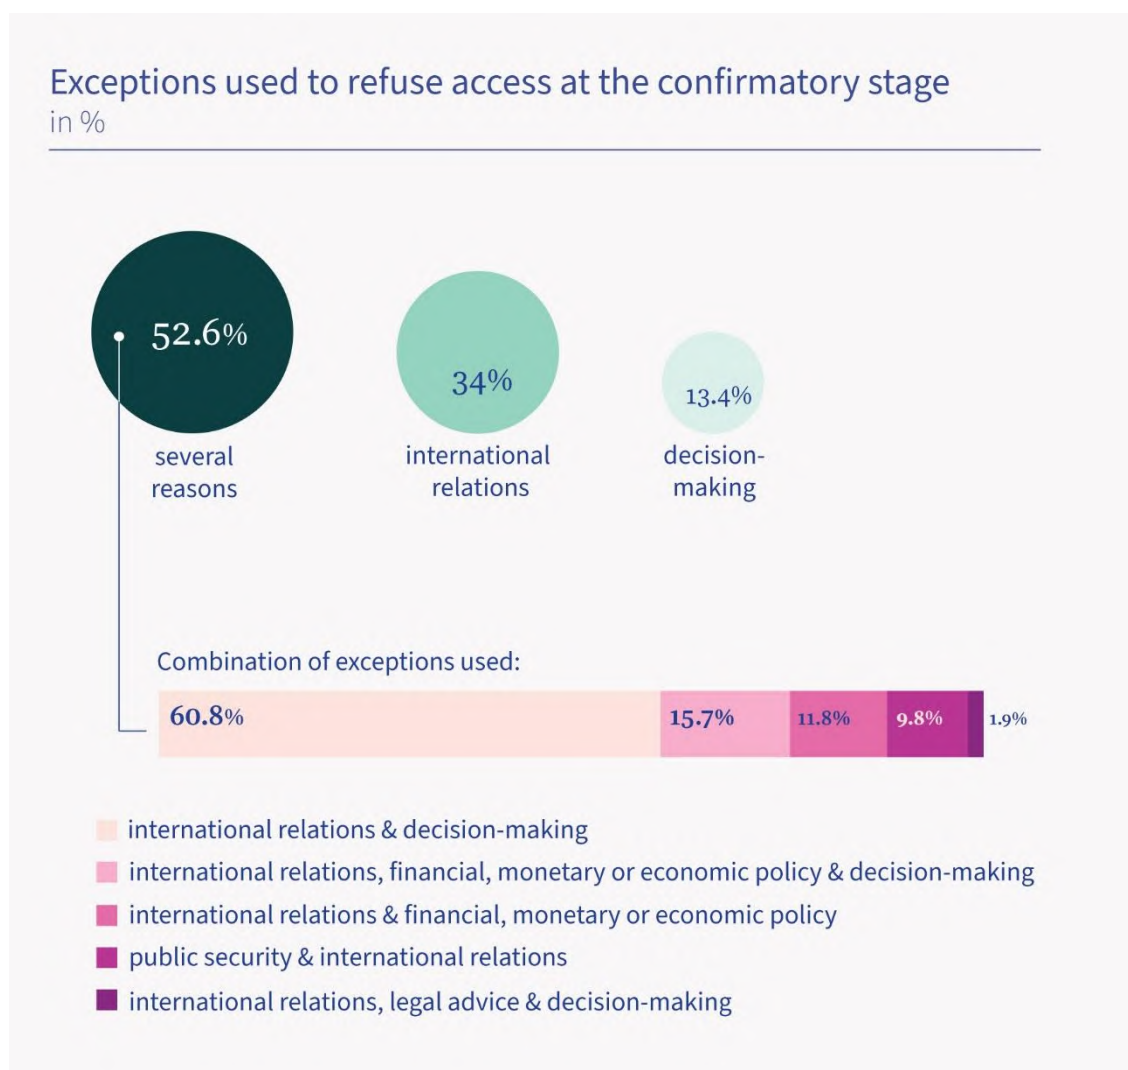 Exceptions used to refuse access at the confirmatory stage
in %
52.6%
34%
13.4%
several
reasons
international
relations
decision-
making
Combination of exceptions used:
60.8%
15.7%
11.8%
9.8%
1.9%
international relations & decision-making
international relations, financial, monetary or economic policy & decision-making
international relations & financial, monetary or economic policy
public security & international relations
international relations, legal advice & decision-making